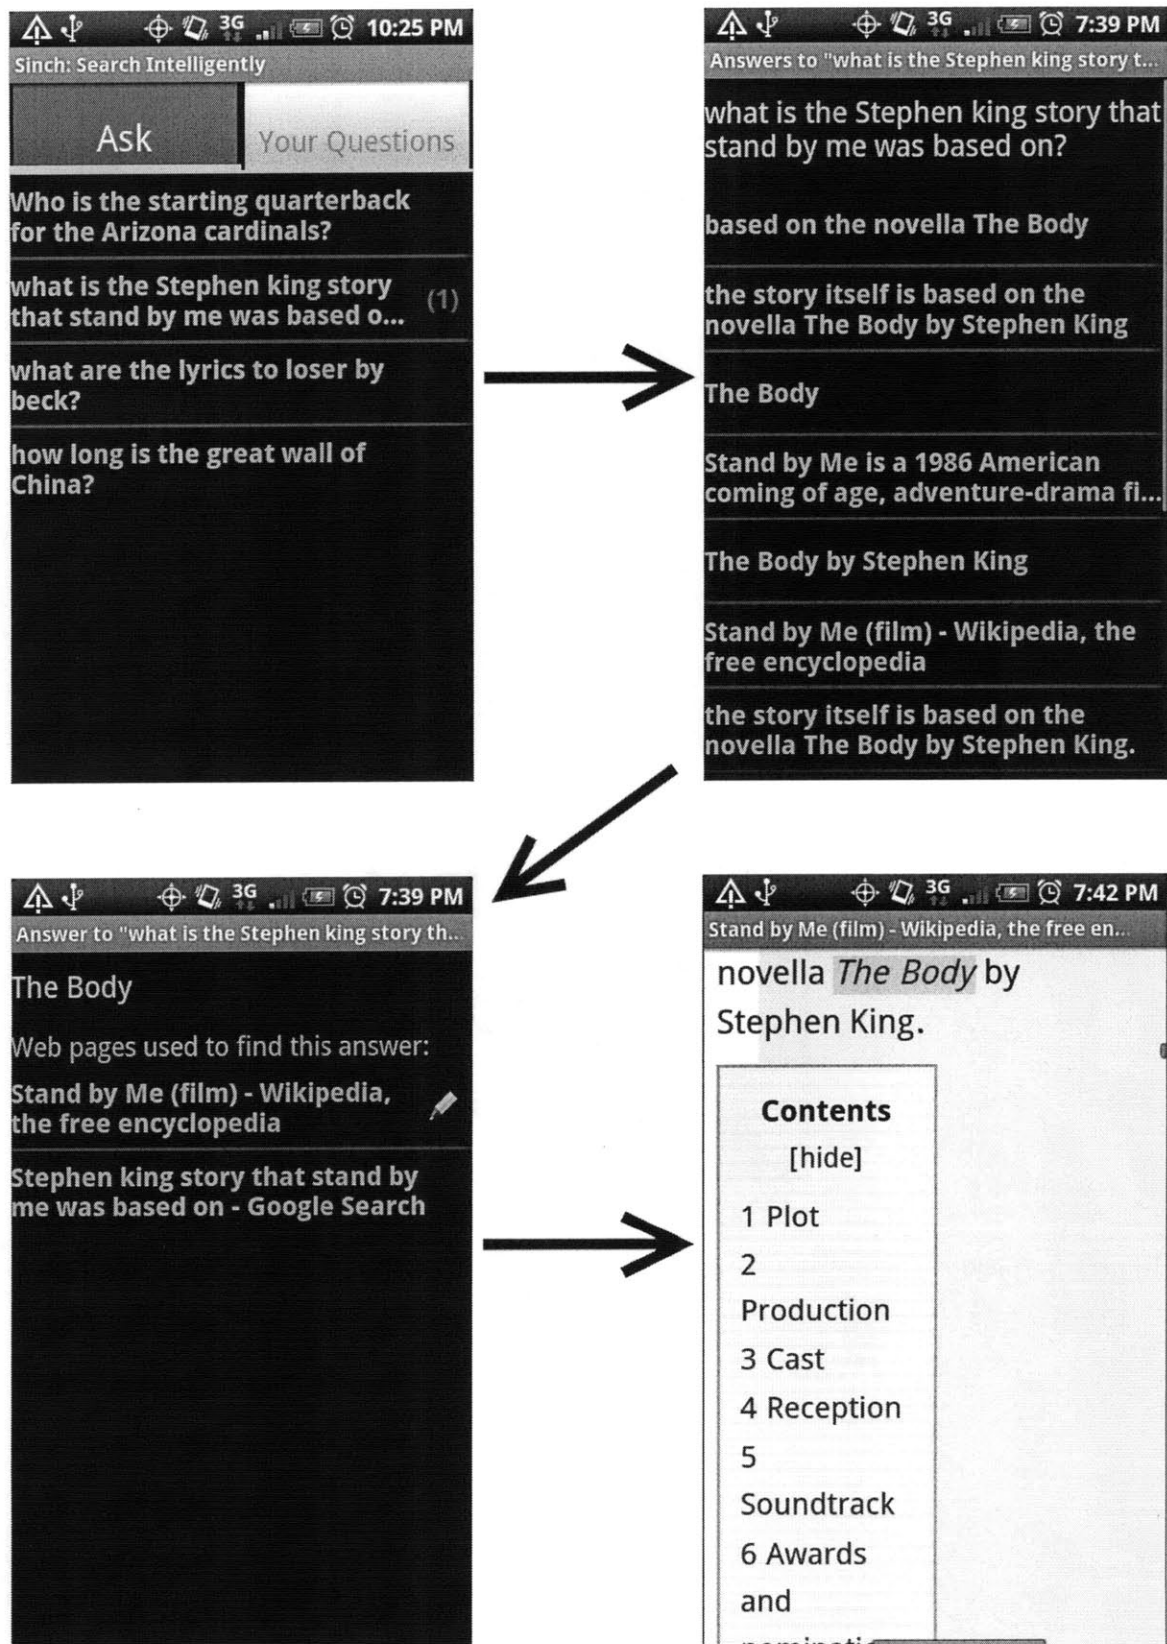 3G 10:25 PM
Sinch: Search Intelligently
Ask Your Questions
Who is the starting quarterback
for the Arizona cardinals?
what is the Stephen king story
that stand by me was based o... (1)
what are the lyrics to loser by
beck?
how long is the great wall of
China?
3G 7:39 PM
Answers to "what is the Stephen king story t...
what is the Stephen king story that
stand by me was based on?
based on the novella The Body
the story itself is based on the
novella The Body by Stephen King
The Body
Stand by Me is a 1986 American
coming of age, adventure-drama fi...
The Body by Stephen King
Stand by Me (film) - Wikipedia, the
free encyclopedia
the story itself is based on the
novella The Body by Stephen King.
3G 7:39 PM
Answer to "what is the Stephen king story th...
The Body
Web pages used to find this answer:
Stand by Me (film) - Wikipedia,
the free encyclopedia
Stephen king story that stand by
me was based on - Google Search
3G 7:42 PM
Stand by Me (film) - Wikipedia, the free en...
novella The Body by
Stephen King.
Contents
[hide]
1 Plot
2
Production
3 Cast
4 Reception
5
Soundtrack
6 Awards
and